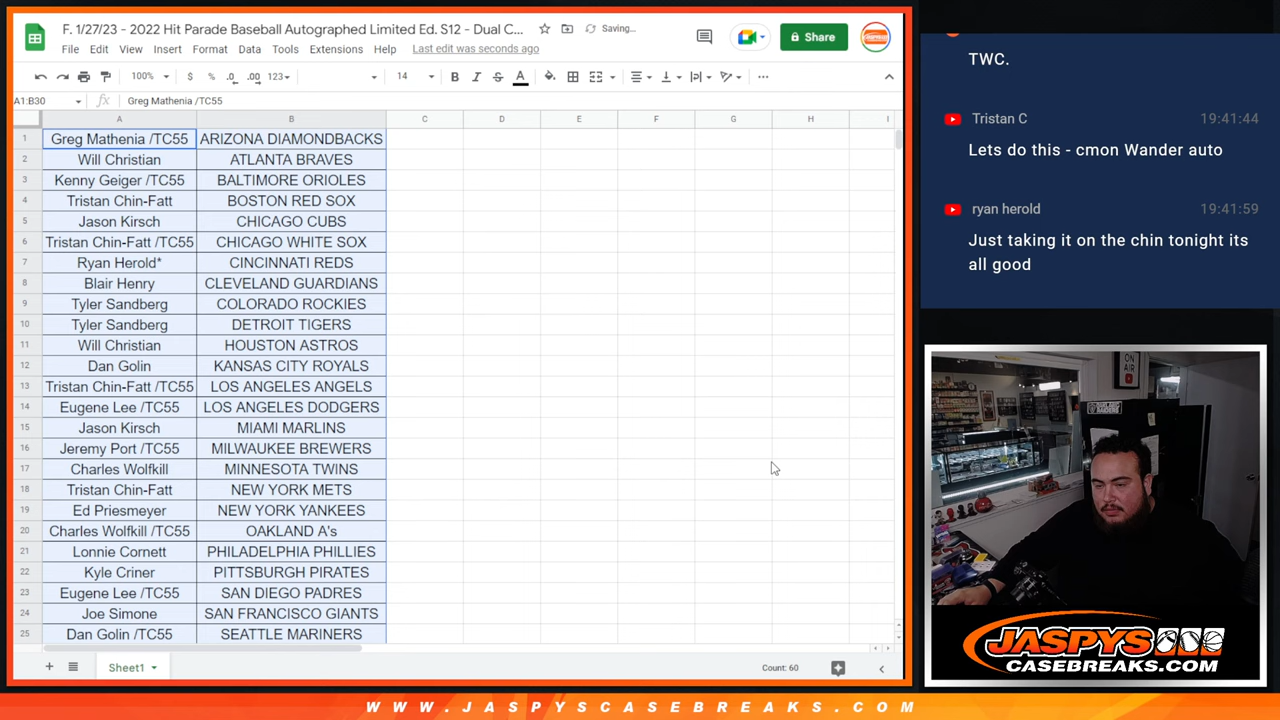 F. 1/27/23 - 2022 Hit Parade Baseball Autographed Limited Ed. S12 - Dual C...
Saving...
File Edit View Insert Format Data Tools Extensions Help Last edit was seconds ago
Share
100% $ % .0 .00 123 14 B I S A
A1:B30 fx Greg Mathenia /TC55
A B C D E F G H I
1 Greg Mathenia /TC55 ARIZONA DIAMONDBACKS
2 Will Christian ATLANTA BRAVES
3 Kenny Geiger /TC55 BALTIMORE ORIOLES
4 Tristan Chin-Fatt BOSTON RED SOX
5 Jason Kirsch CHICAGO CUBS
6 Tristan Chin-Fatt /TC55 CHICAGO WHITE SOX
7 Ryan Herold* CINCINNATI REDS
8 Blair Henry CLEVELAND GUARDIANS
9 Tyler Sandberg COLORADO ROCKIES
10 Tyler Sandberg DETROIT TIGERS
11 Will Christian HOUSTON ASTROS
12 Dan Golin KANSAS CITY ROYALS
13 Tristan Chin-Fatt /TC55 LOS ANGELES ANGELS
14 Eugene Lee /TC55 LOS ANGELES DODGERS
15 Jason Kirsch MIAMI MARLINS
16 Jeremy Port /TC55 MILWAUKEE BREWERS
17 Charles Wolfkill MINNESOTA TWINS
18 Tristan Chin-Fatt NEW YORK METS
19 Ed Priesmeyer NEW YORK YANKEES
20 Charles Wolfkill /TC55 OAKLAND A's
21 Lonnie Cornett PHILADELPHIA PHILLIES
22 Kyle Criner PITTSBURGH PIRATES
23 Eugene Lee /TC55 SAN DIEGO PADRES
24 Joe Simone SAN FRANCISCO GIANTS
25 Dan Golin /TC55 SEATTLE MARINERS
Sheet1
Count: 60
TWC.
Tristan C 19:41:44
Lets do this - cmon Wander auto
ryan herold 19:41:59
Just taking it on the chin tonight its
all good
ON
AIR
JASPYS
CASEBREAKS.COM
WWW.JASPYSCASEBREAKS.COM